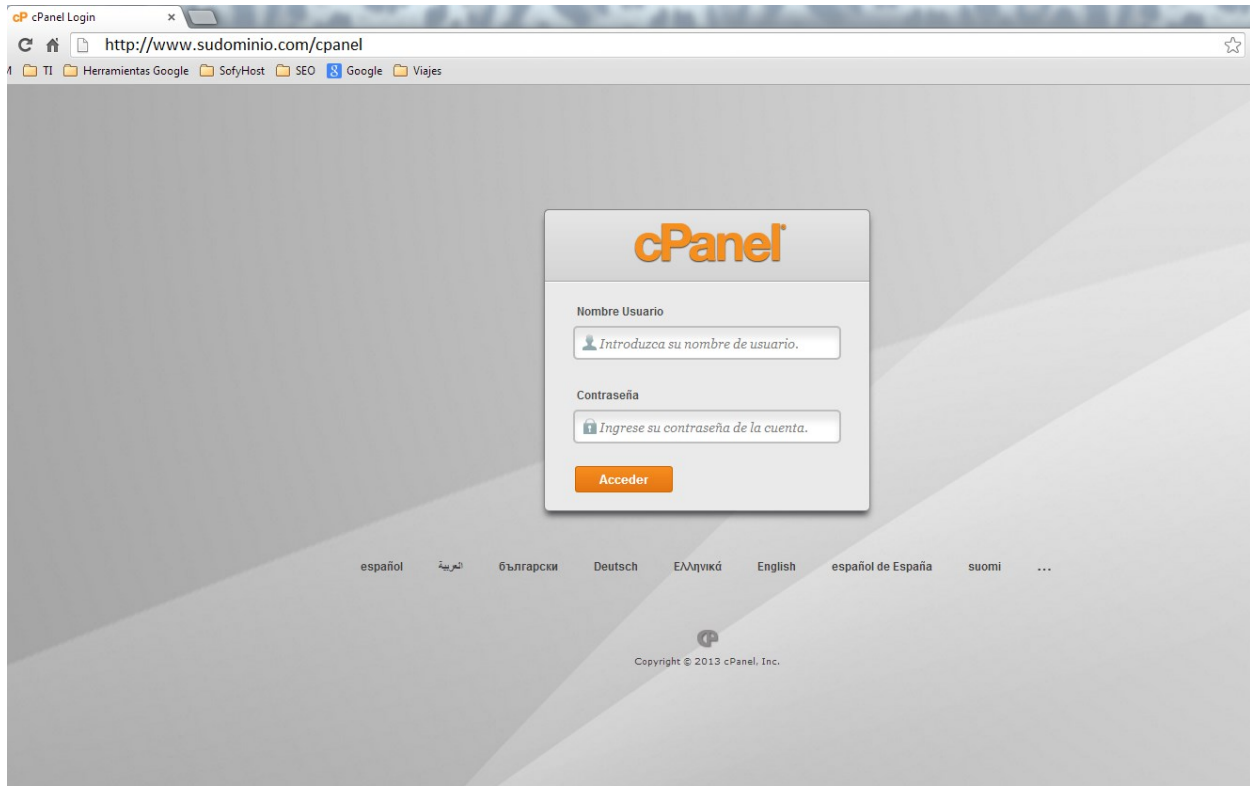 cP cPanel Login ×
http://www.sudominio.com/cpanel
TI Herramientas Google SofyHost SEO 8 Google Viajes
cPanel®
Nombre Usuario
Introduzca su nombre de usuario.
Contraseña
Ingrese su contraseña de la cuenta.
Acceder
español العربية български Deutsch Ελληνικά English español de España suomi ...
cP
Copyright © 2013 cPanel, Inc.